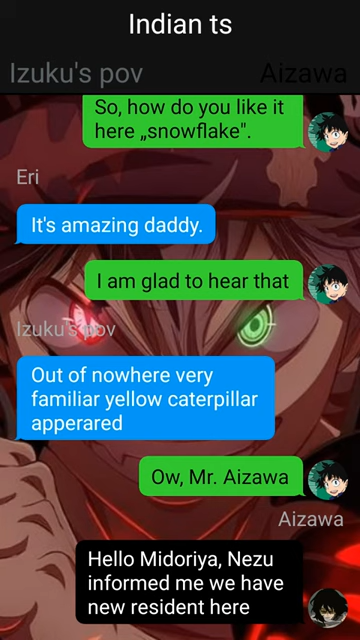 Indian ts
Izuku's pov Aizawa
So, how do you like it
here „snowflake".
Eri
It's amazing daddy.
I am glad to hear that
Izuku's pov
Out of nowhere very
familiar yellow caterpillar
apperared
Ow, Mr. Aizawa
Aizawa
Hello Midoriya, Nezu
informed me we have
new resident here